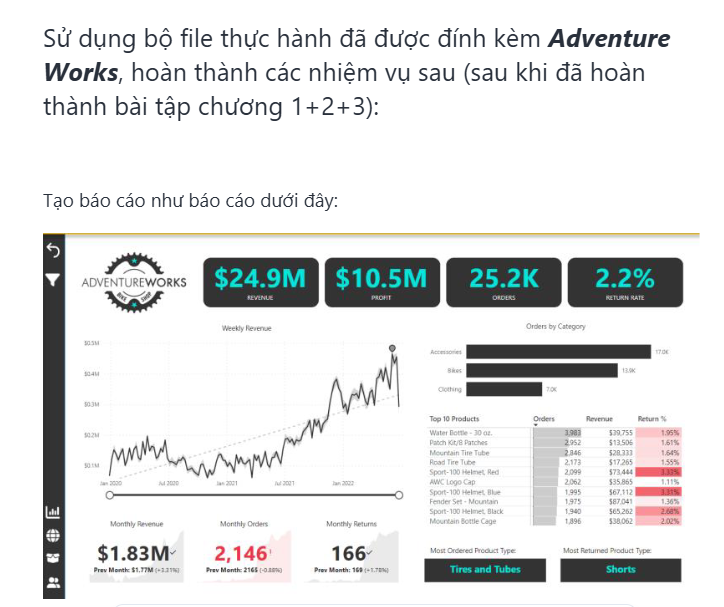 Sử dụng bộ file thực hành đã được đính kèm Adventure
Works, hoàn thành các nhiệm vụ sau (sau khi đã hoàn
thành bài tập chương 1+2+3):
Tạo báo cáo như báo cáo dưới đây:
ADVENTUREWORKS
BIKE SHOP
$24.9M
REVENUE
$10.5M
PROFIT
25.2K
ORDERS
2.2%
RETURN RATE
Weekly Revenue
$0.5M
$0.4M
$0.3M
$0.2M
$0.1M
Jan 2020 Jul 2020 Jan 2021 Jul 2021 Jan 2022
Orders by Category
Accessories 17.0K
Bikes 13.9K
Clothing 7.0K
Top 10 Products Orders Revenue Return %
Water Bottle - 30 oz. 3,983 $39,755 1.95%
Patch Kit/8 Patches 2,952 $13,506 1.61%
Mountain Tire Tube 2,846 $28,333 1.64%
Road Tire Tube 2,173 $17,265 1.55%
Sport-100 Helmet, Red 2,099 $73,444 3.33%
AWC Logo Cap 2,062 $35,865 1.11%
Sport-100 Helmet, Blue 1,995 $67,112 3.31%
Fender Set - Mountain 1,975 $87,041 1.36%
Sport-100 Helmet, Black 1,940 $65,262 2.68%
Mountain Bottle Cage 1,896 $38,062 2.02%
Monthly Revenue
$1.83M
Prev Month: $1.77M (+3.21%)
Monthly Orders
2,146
Prev Month: 2165 (-0.88%)
Monthly Returns
166
Prev Month: 169 (+1.78%)
Most Ordered Product Type:
Tires and Tubes
Most Returned Product Type:
Shorts